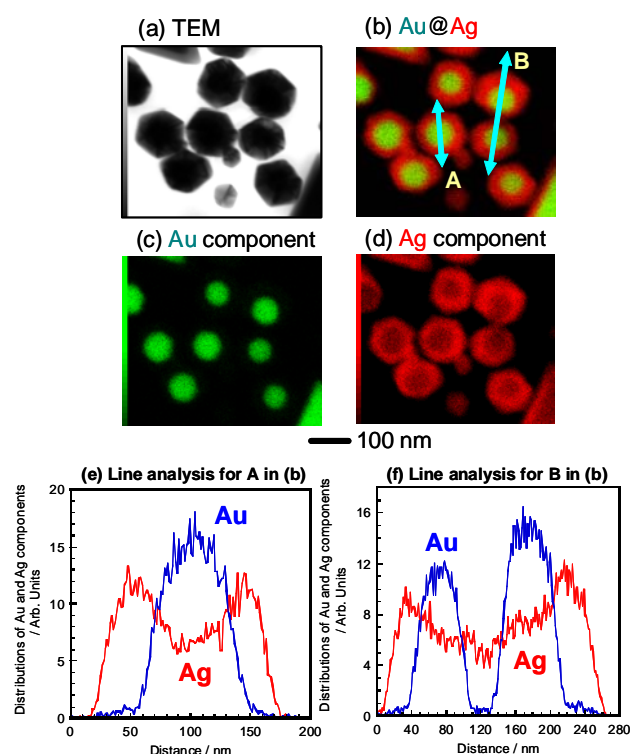 (a) TEM
(b) Au@Ag
B
A
(c) Au component
(d) Ag component
100 nm
(e) Line analysis for A in (b)
Distributions of Au and Ag components
/ Arb. Units
20
15
10
5
0
Au
Ag
0 50 100 150 200
Distance / nm
(f) Line analysis for B in (b)
Distributions of Au and Ag components
/ Arb. Units
16
12
8
4
0
Au
Ag
0 40 80 120 160 200 240 280
Distance / nm